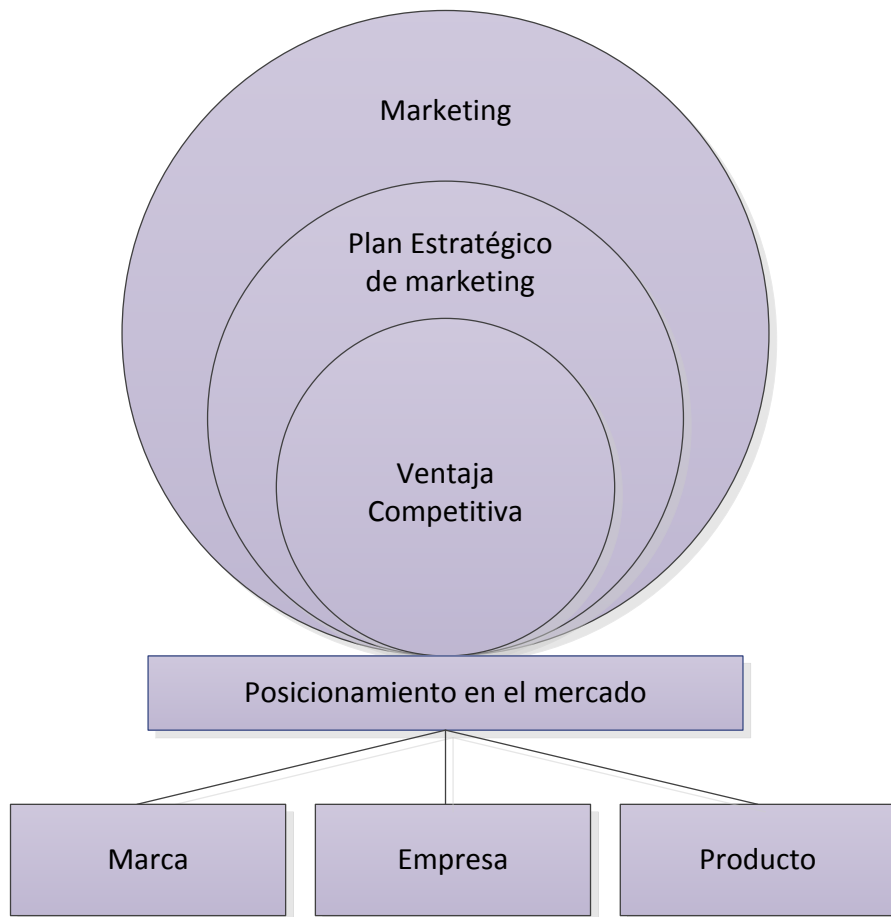 Marketing
Plan Estratégico
de marketing
Ventaja
Competitiva
Posicionamiento en el mercado
Marca
Empresa
Producto